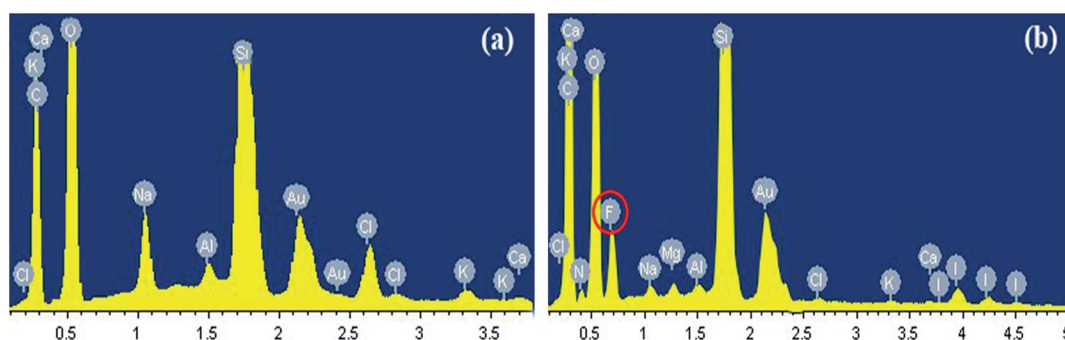 (a)
Ca
O
Si
K
C
Na
Au
Al
Cl
Cl
Au
Cl
K
K
Ca
0.5 1 1.5 2 2.5 3 3.5
(b)
Ca
Si
K
O
C
F
Au
Cl
N
Na
Mg
Al
Cl
K
Ca
I
I
I
I
0.5 1 1.5 2 2.5 3 3.5 4 4.5 5